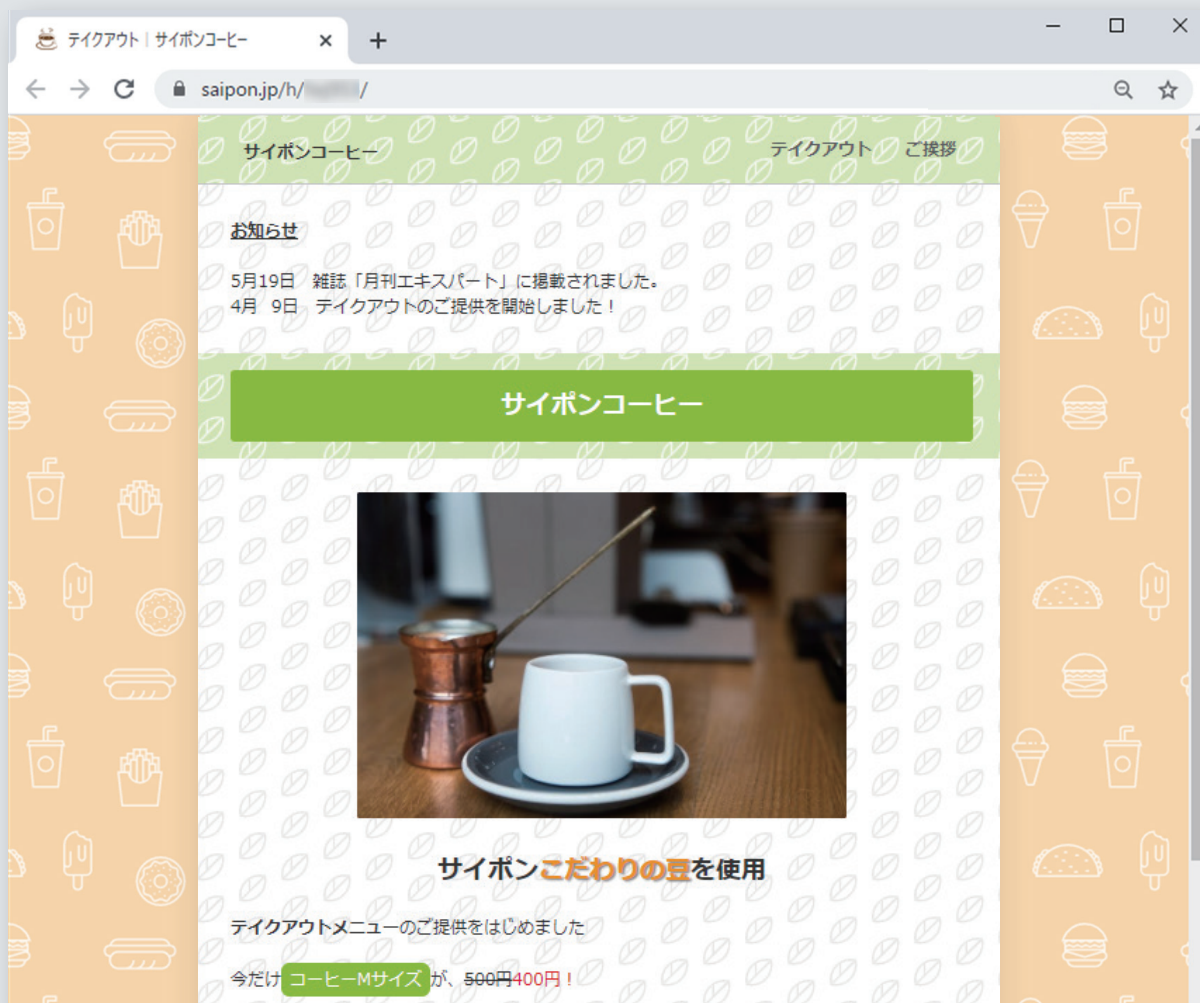 テイクアウト｜サイポンコーヒー
saipon.jp/h/ /
サイポンコーヒー テイクアウト ご挨拶
お知らせ
5月19日 雑誌「月刊エキスパート」に掲載されました。
4月 9日 テイクアウトのご提供を開始しました！
サイポンコーヒー
サイポンこだわりの豆を使用
テイクアウトメニューのご提供をはじめました
今だけコーヒーMサイズが、500円400円！